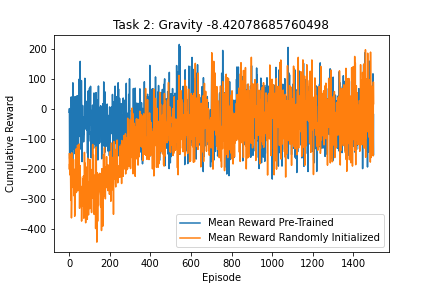 Task 2: Gravity -8.42078685760498
Cumulative Reward
200
100
0
−100
−200
−300
−400
Mean Reward Pre-Trained
Mean Reward Randomly Initialized
0 200 400 600 800 1000 1200 1400
Episode